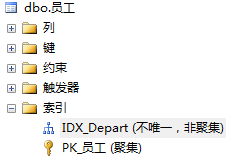 dbo.员工
列
键
约束
触发器
索引
IDX_Depart (不唯一，非聚集)
PK_员工 (聚集)